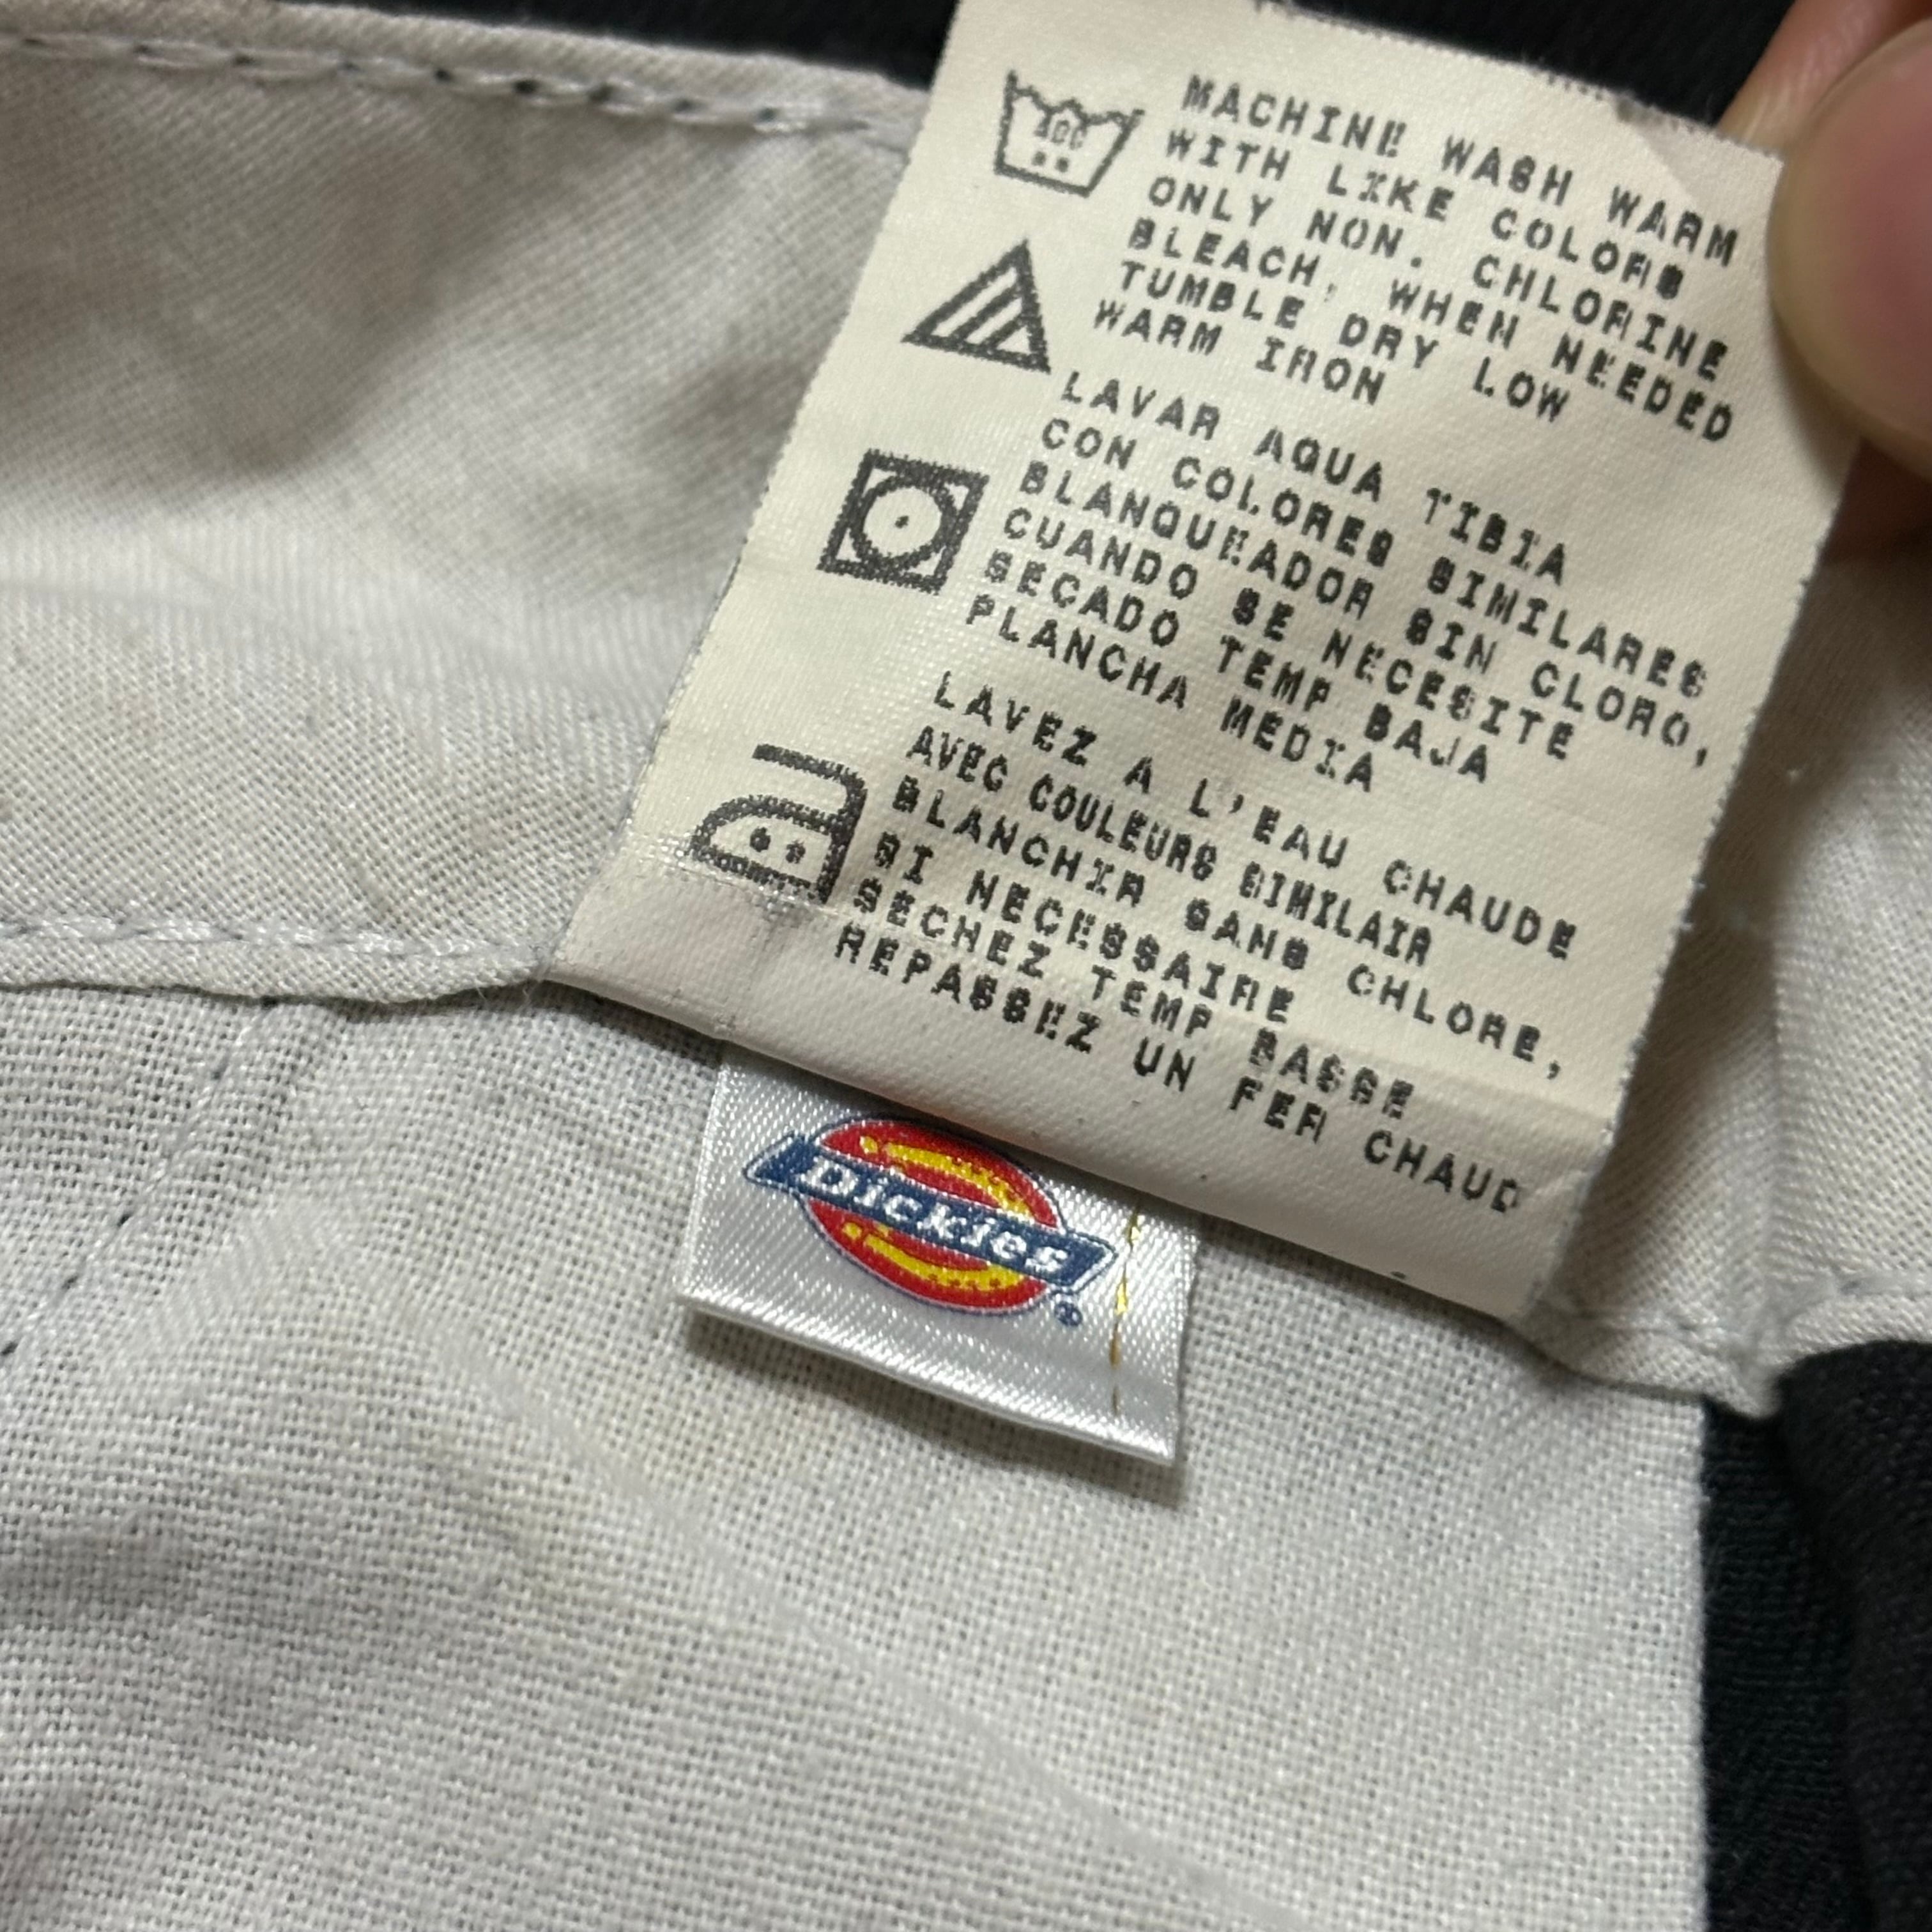 MACHINE WASH WARM
WITH LIKE COLORS
ONLY NON. CHLORINE
BLEACH, WHEN NEEDED
TUMBLE DRY LOW
WARM IRON
LAVAR AQUA TIBIA
CON COLORES SIMILARES
BLANQUEADOR SIN CLORO,
CUANDO SE NECESITE
SECADO TEMP BAJA
PLANCHA MEDIA
LAVEZ A L'EAU CHAUDE
AVEC COULEURS SIMILAIR
BLANCHIR SANS CHLORE,
SI NECESSAIRE
SECHEZ TEMP BASSE
REPASSEZ UN FER CHAUD
Dickies®